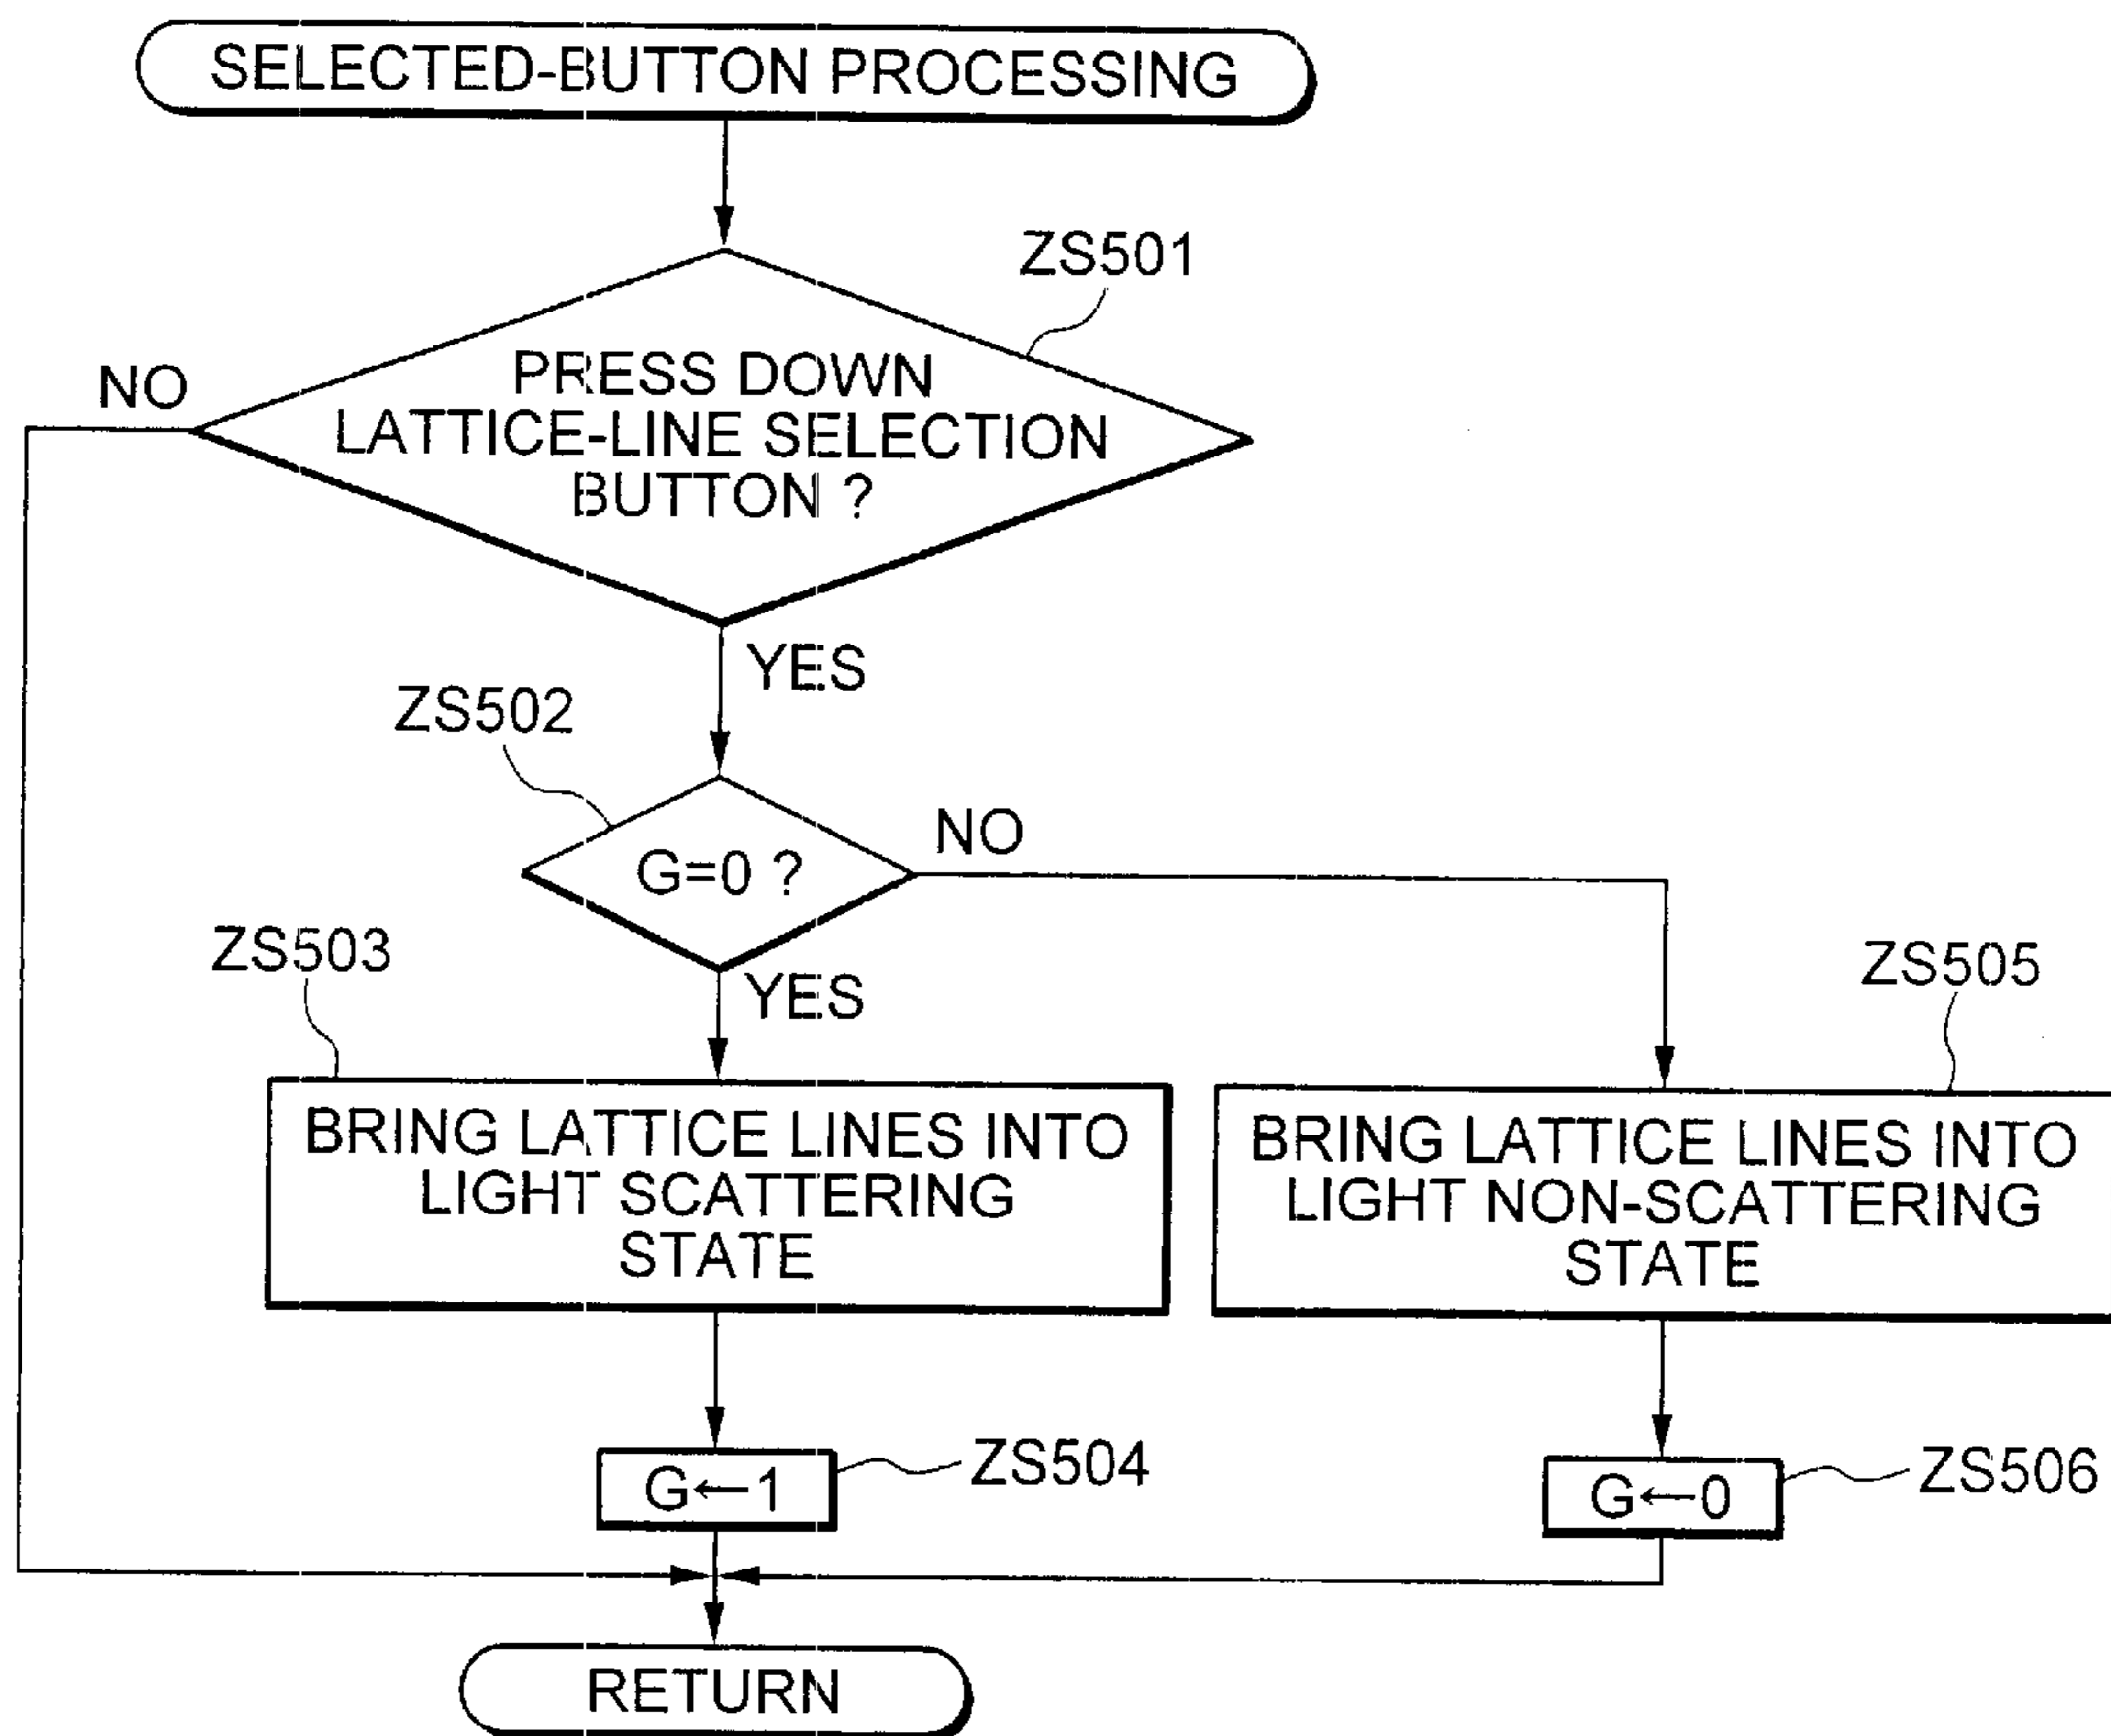 SELECTED-BUTTON PROCESSING
ZS501
PRESS DOWN
LATTICE-LINE SELECTION
BUTTON ?
NO
YES
ZS502
G=0 ?
NO
YES
ZS503
BRING LATTICE LINES INTO
LIGHT SCATTERING
STATE
ZS505
BRING LATTICE LINES INTO
LIGHT NON-SCATTERING
STATE
G←1
ZS504
G←0
ZS506
RETURN